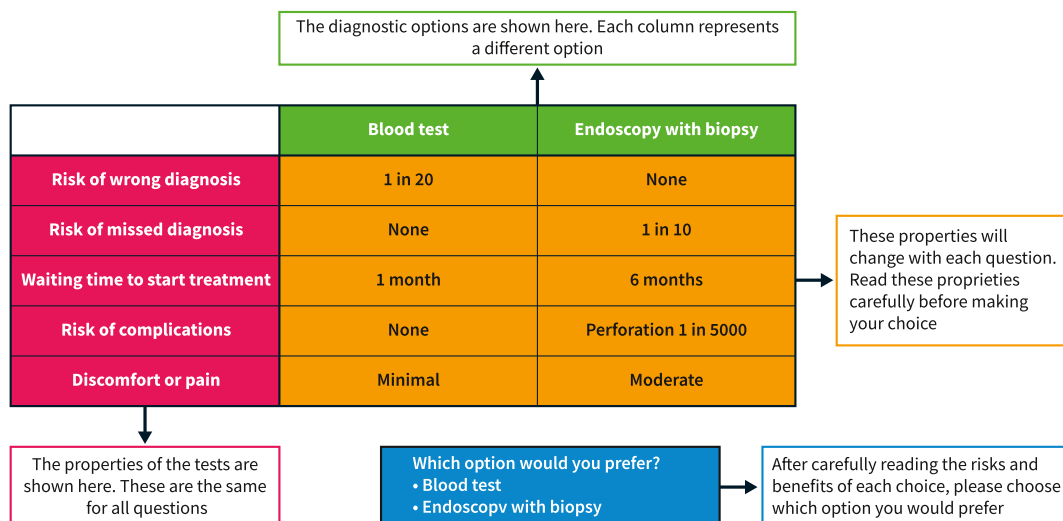 The diagnostic options are shown here. Each column represents
a different option
Blood test Endoscopy with biopsy
Risk of wrong diagnosis 1 in 20 None
Risk of missed diagnosis None 1 in 10
Waiting time to start treatment 1 month 6 months
Risk of complications None Perforation 1 in 5000
Discomfort or pain Minimal Moderate
These properties will
change with each question.
Read these proprieties
carefully before making
your choice
The properties of the tests are
shown here. These are the same
for all questions
Which option would you prefer?
• Blood test
• Endoscopy with biopsy
After carefully reading the risks and
benefits of each choice, please choose
which option you would prefer